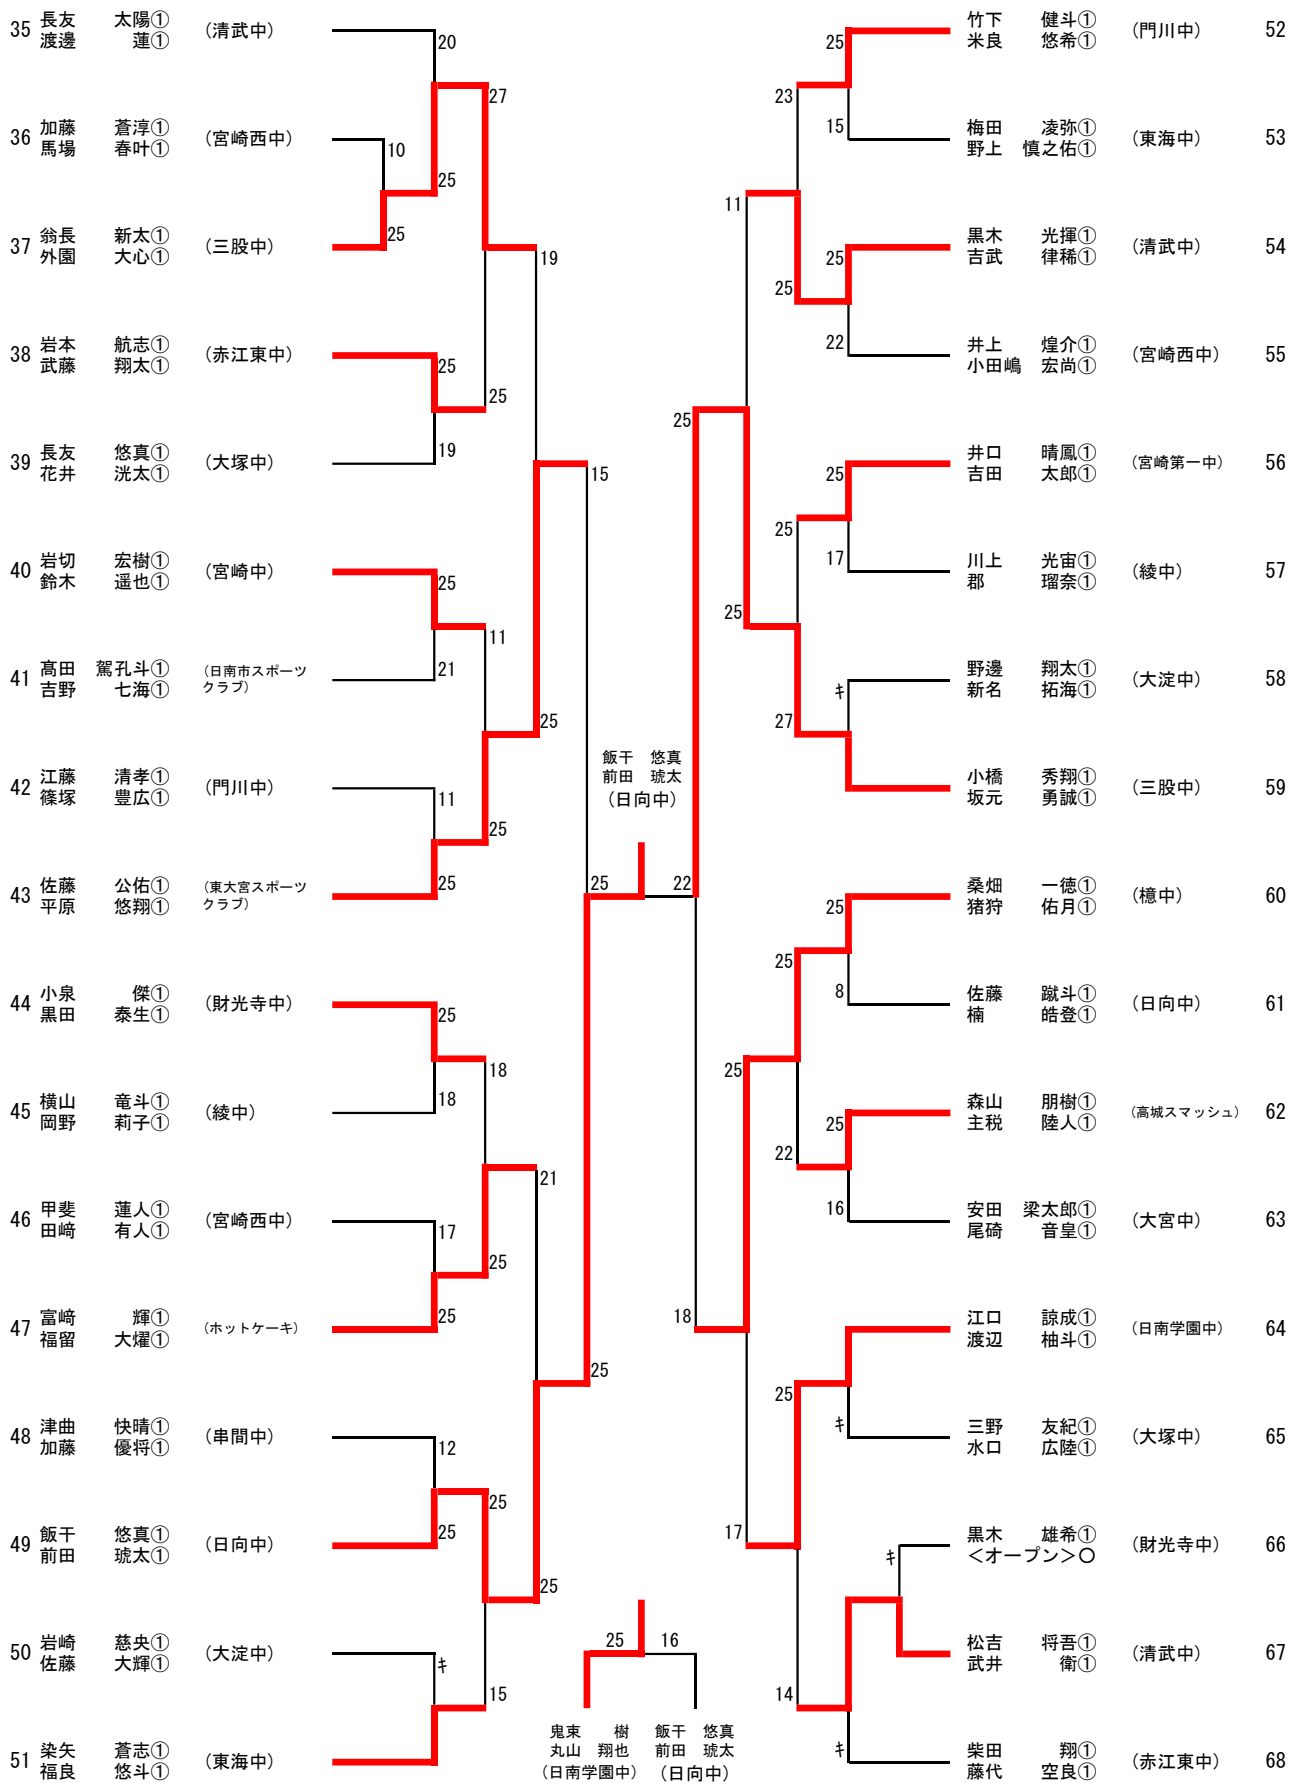 35 長友 太陽① (清武中)
渡邊 蓮①
20
27
36 加藤 蒼淳① (宮崎西中)
馬場 春叶①
10
25
37 翁長 新太① (三股中)
外園 大心①
25
19
38 岩本 航志① (赤江東中)
武藤 翔太①
25
25
39 長友 悠真① (大塚中)
花井 洸太①
19
15
40 岩切 宏樹① (宮崎中)
鈴木 遥也①
25
11
41 髙田 駕孔斗① (日南市スポーツ
クラブ)
吉野 七海①
21
25
42 江藤 清孝① (門川中)
篠塚 豊広①
11
25
43 佐藤 公佑① (東大宮スポーツ
クラブ)
平原 悠翔①
25
44 小泉 傑① (財光寺中)
黒田 泰生①
25
18
45 横山 竜斗① (綾中)
岡野 莉子①
18
21
46 甲斐 蓮人① (宮崎西中)
田﨑 有人①
17
25
47 富﨑 輝① (ホットケーキ)
福留 大燿①
25
25
48 津曲 快晴① (串間中)
加藤 優将①
12
25
49 飯干 悠真① (日向中)
前田 琥太①
25
25
50 岩崎 慈央① (大淀中)
佐藤 大輝①
キ
15
51 染矢 蒼志① (東海中)
福良 悠斗①
飯干 悠真
前田 琥太
(日向中)
25 22
25 16
鬼束 樹
丸山 翔也
(日南学園中)
飯干 悠真
前田 琥太
(日向中)
竹下 健斗① (門川中) 52
米良 悠希①
25
23
15
梅田 凌弥① (東海中) 53
野上 慎之佑①
11
黒木 光揮① (清武中) 54
吉武 律稀①
25
25
22
井上 煌介① (宮崎西中) 55
小田嶋 宏尚①
25
井口 晴鳳① (宮崎第一中) 56
吉田 太郎①
25
25
17
川上 光宙① (綾中) 57
郡 瑠奈①
25
野邊 翔太① (大淀中) 58
新名 拓海①
キ
27
小橋 秀翔① (三股中) 59
坂元 勇誠①
桑畑 一徳① (檍中) 60
猪狩 佑月①
25
25
8
佐藤 蹴斗① (日向中) 61
楠 皓登①
25
森山 朋樹① (高城スマッシュ) 62
主税 陸人①
25
22
16
安田 梁太郎① (大宮中) 63
尾碕 音皇①
18
江口 諒成① (日南学園中) 64
渡辺 柚斗①
25
キ
三野 友紀① (大塚中) 65
水口 広陸①
17
黒木 雄希① (財光寺中) 66
<オープン>〇
キ
松吉 将吾① (清武中) 67
武井 衛①
14
キ
柴田 翔① (赤江東中) 68
藤代 空良①